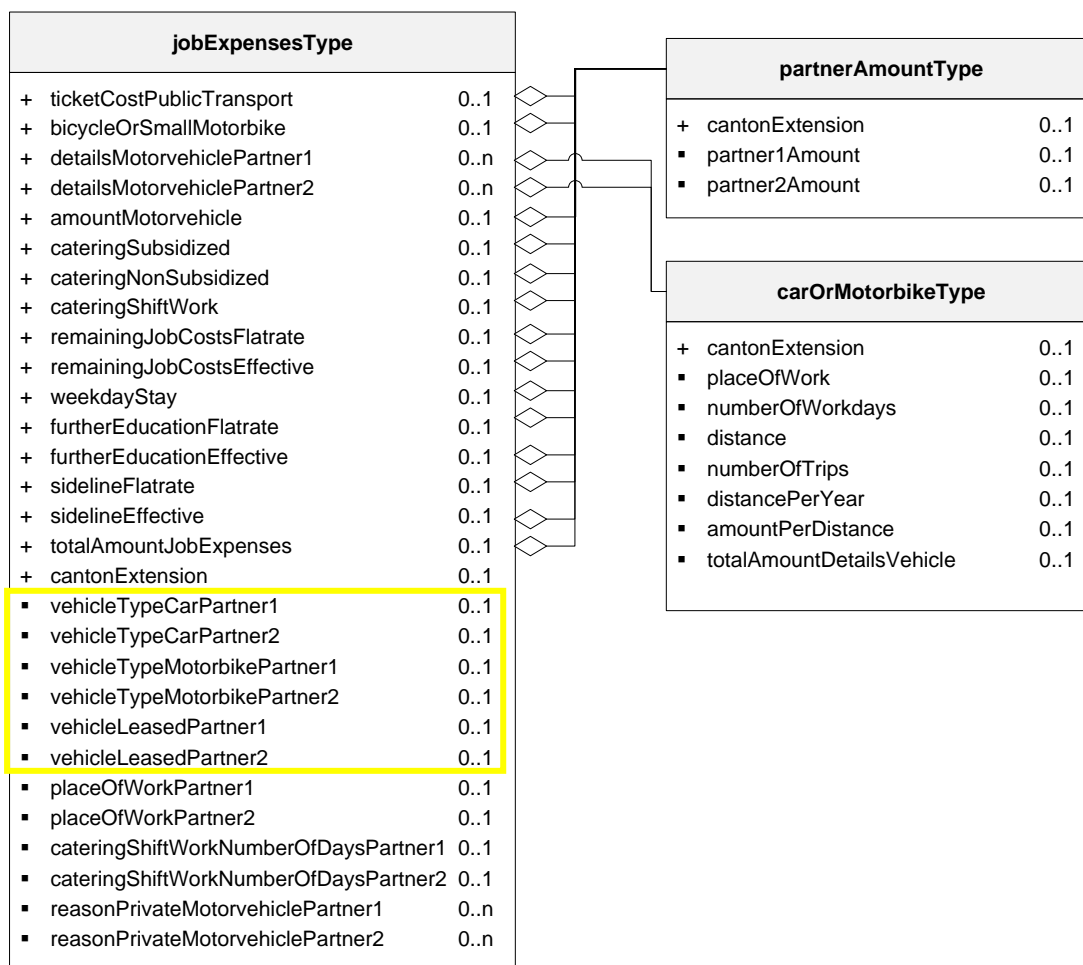 jobExpensesType
+ ticketCostPublicTransport 0..1
+ bicycleOrSmallMotorbike 0..1
+ detailsMotorvehiclePartner1 0..n
+ detailsMotorvehiclePartner2 0..n
+ amountMotorvehicle 0..1
+ cateringSubsidized 0..1
+ cateringNonSubsidized 0..1
+ cateringShiftWork 0..1
+ remainingJobCostsFlatrate 0..1
+ remainingJobCostsEffective 0..1
+ weekdayStay 0..1
+ furtherEducationFlatrate 0..1
+ furtherEducationEffective 0..1
+ sidelineFlatrate 0..1
+ sidelineEffective 0..1
+ totalAmountJobExpenses 0..1
+ cantonExtension 0..1
▪ vehicleTypeCarPartner1 0..1
▪ vehicleTypeCarPartner2 0..1
▪ vehicleTypeMotorbikePartner1 0..1
▪ vehicleTypeMotorbikePartner2 0..1
▪ vehicleLeasedPartner1 0..1
▪ vehicleLeasedPartner2 0..1
▪ placeOfWorkPartner1 0..1
▪ placeOfWorkPartner2 0..1
▪ cateringShiftWorkNumberOfDaysPartner1 0..1
▪ cateringShiftWorkNumberOfDaysPartner2 0..1
▪ reasonPrivateMotorvehiclePartner1 0..n
▪ reasonPrivateMotorvehiclePartner2 0..n
partnerAmountType
+ cantonExtension 0..1
▪ partner1Amount 0..1
▪ partner2Amount 0..1
carOrMotorbikeType
+ cantonExtension 0..1
▪ placeOfWork 0..1
▪ numberOfWorkdays 0..1
▪ distance 0..1
▪ numberOfTrips 0..1
▪ distancePerYear 0..1
▪ amountPerDistance 0..1
▪ totalAmountDetailsVehicle 0..1